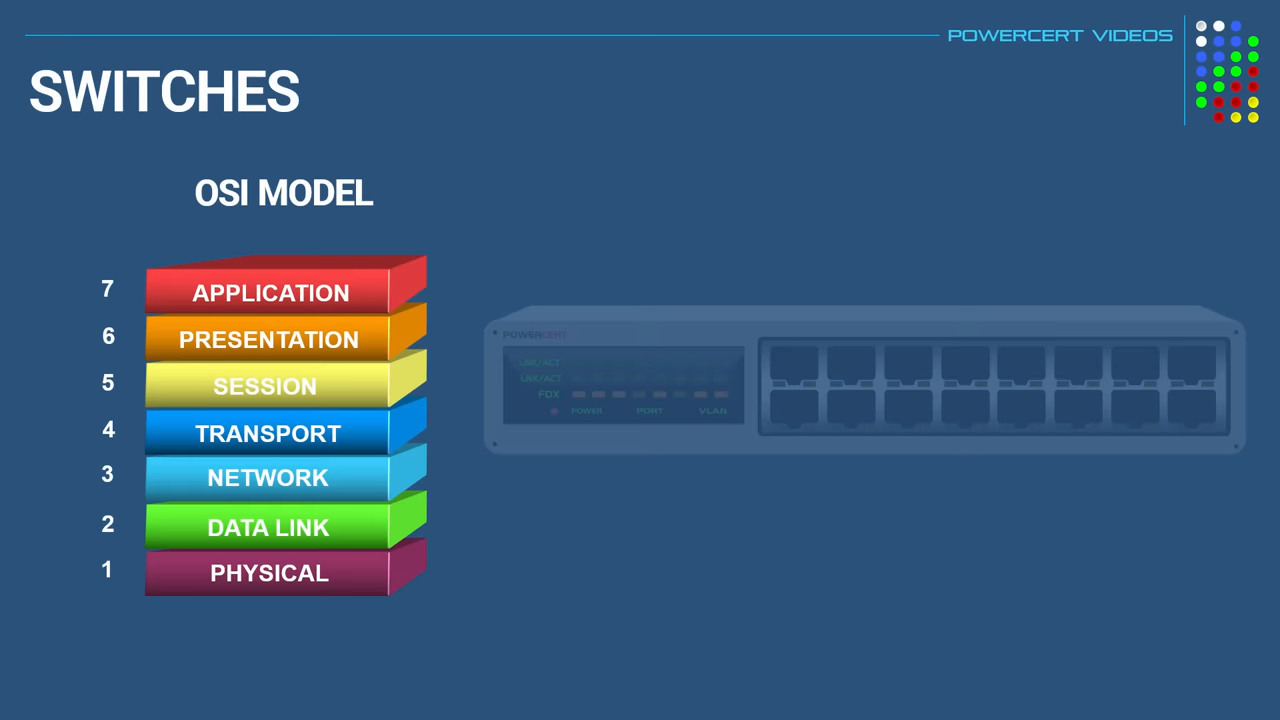 POWERCERT VIDEOS
SWITCHES
OSI MODEL
7 APPLICATION
6 PRESENTATION
5 SESSION
4 TRANSPORT
3 NETWORK
2 DATA LINK
1 PHYSICAL
POWERCERT
LNK/ACT
LNK/ACT
FDX
POWER PORT VLAN